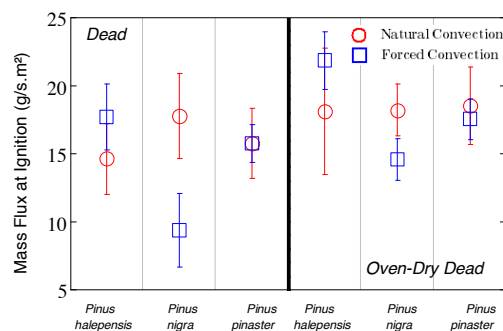 Dead
Natural Convection
Forced Convection
Mass Flux at Ignition (g/s.m²)
25
20
15
10
5
Oven-Dry Dead
Pinus halepensis
Pinus nigra
Pinus pinaster
Pinus halepensis
Pinus nigra
Pinus pinaster